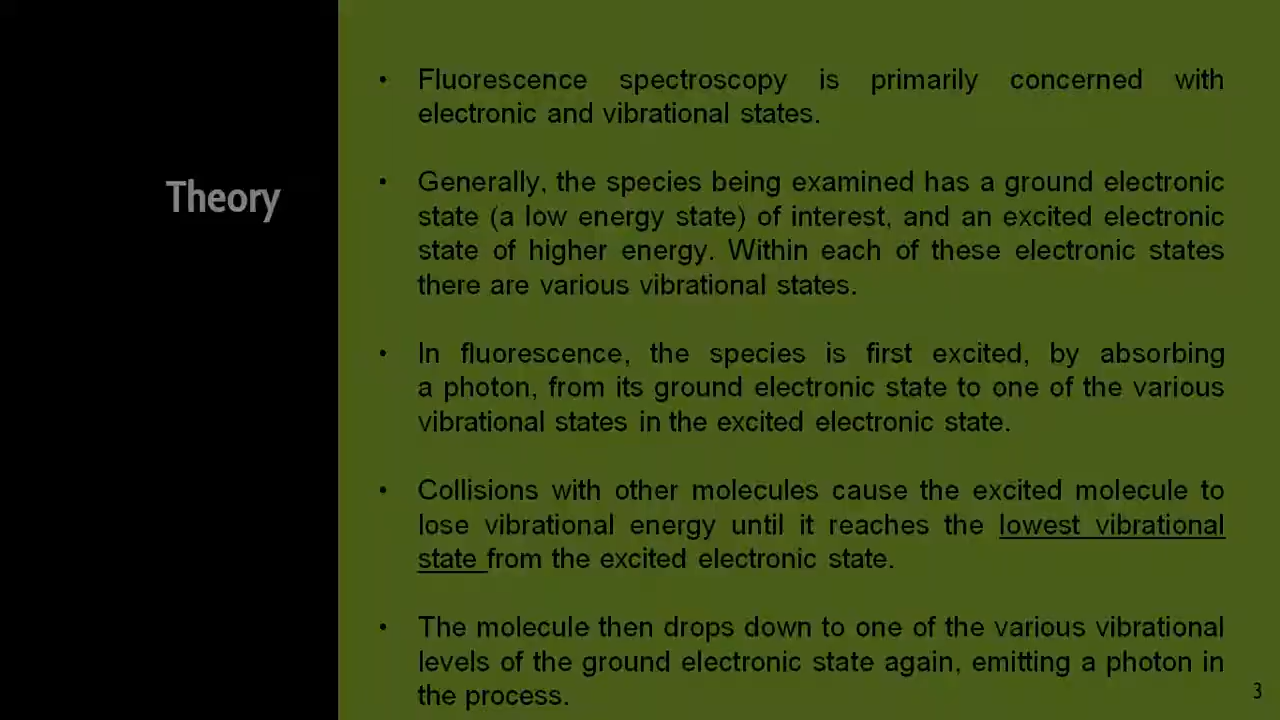 Theory
• Fluorescence spectroscopy is primarily concerned with
electronic and vibrational states.
• Generally, the species being examined has a ground electronic
state (a low energy state) of interest, and an excited electronic
state of higher energy. Within each of these electronic states
there are various vibrational states.
• In fluorescence, the species is first excited, by absorbing
a photon, from its ground electronic state to one of the various
vibrational states in the excited electronic state.
• Collisions with other molecules cause the excited molecule to
lose vibrational energy until it reaches the lowest vibrational
state from the excited electronic state.
• The molecule then drops down to one of the various vibrational
levels of the ground electronic state again, emitting a photon in
the process.
3